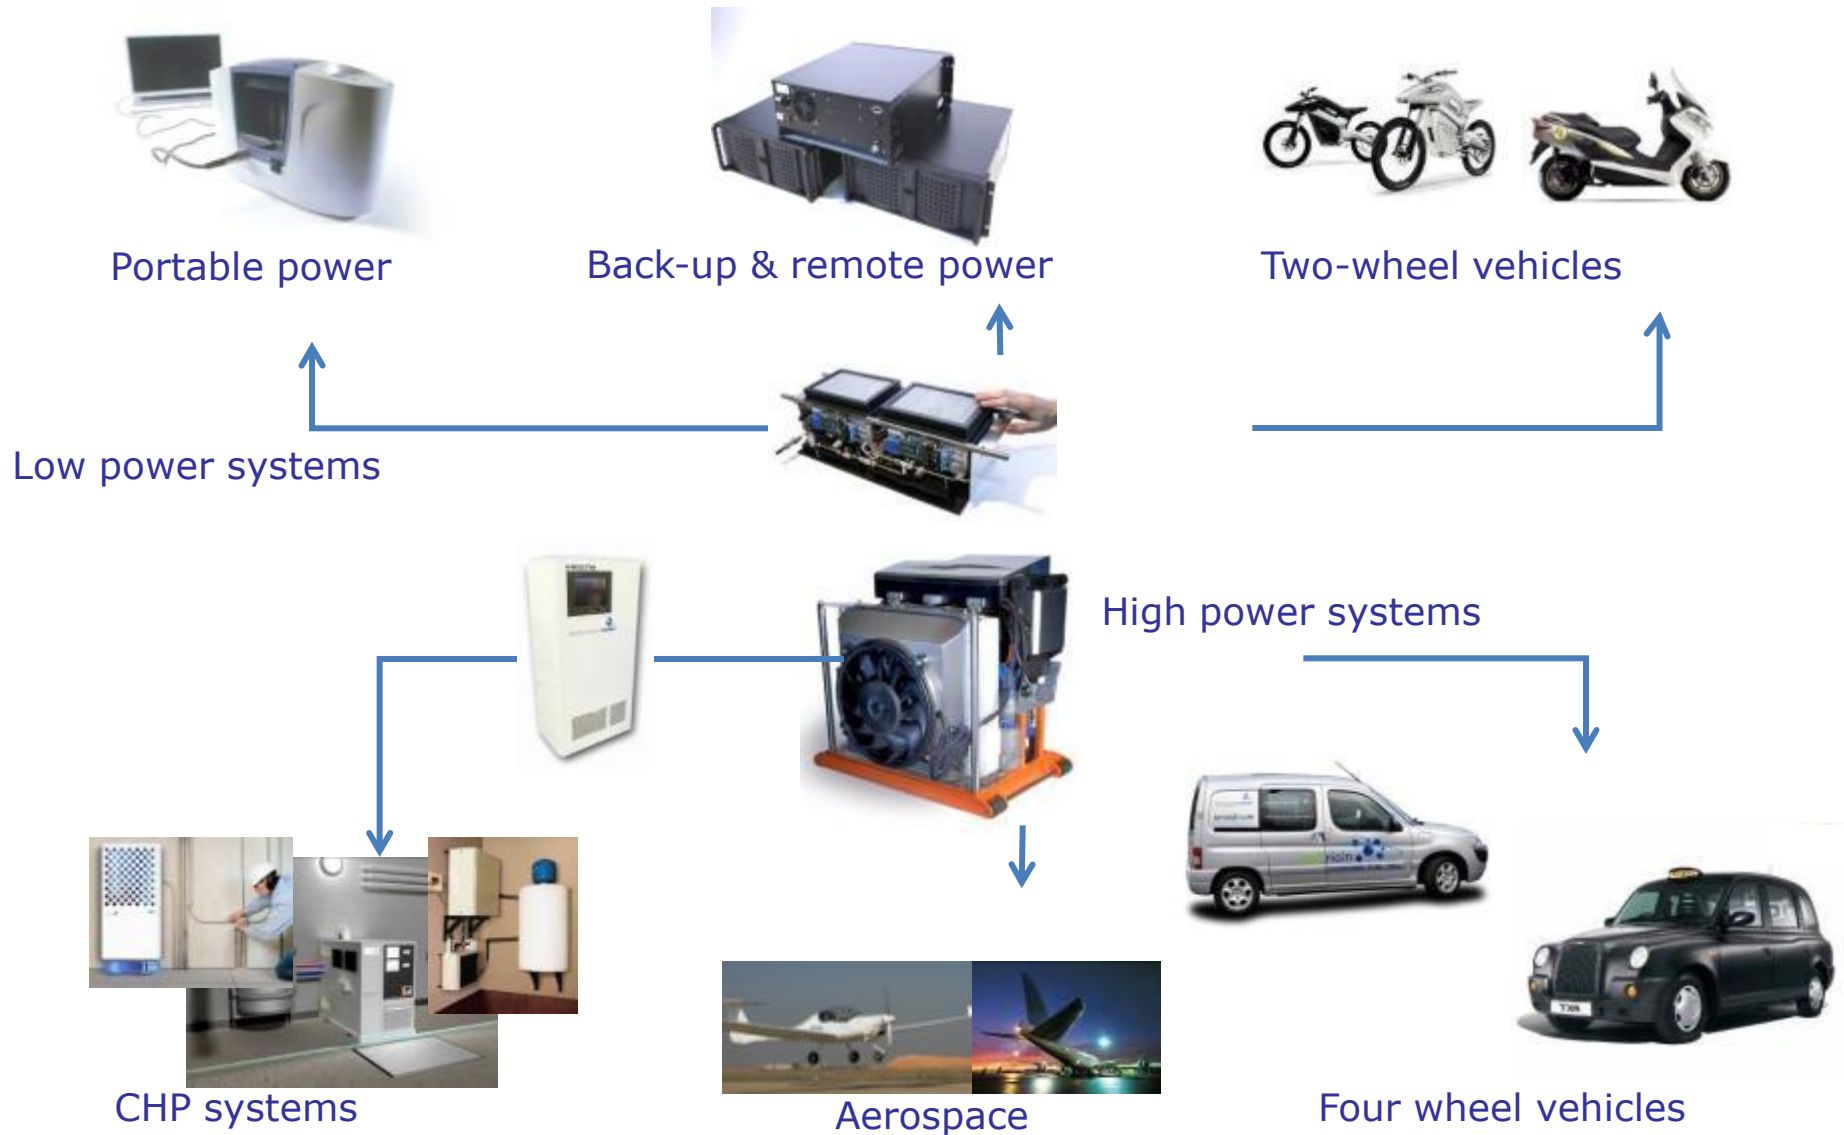 Portable power
Back-up & remote power
Two-wheel vehicles
Low power systems
High power systems
CHP systems
Aerospace
Four wheel vehicles